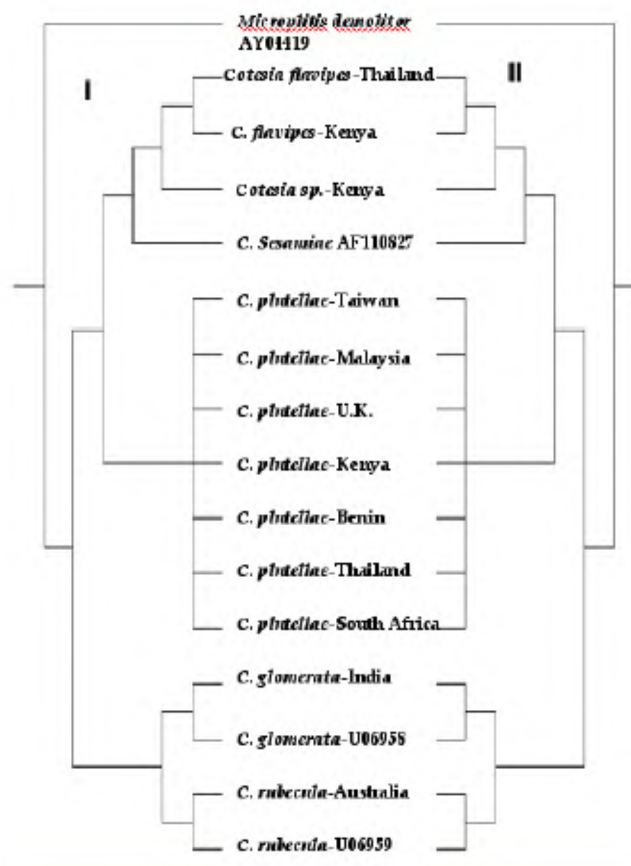 Microplitis demolitor
AY04419
I
II
Cotesia flavipes-Thailand
C. flavipes-Kenya
Cotesia sp.-Kenya
C. Sesamiae AF110827
C. plutellae-Taiwan
C. plutellae-Malaysia
C. plutellae-U.K.
C. plutellae-Kenya
C. plutellae-Benin
C. plutellae-Thailand
C. plutellae-South Africa
C. glomerata-India
C. glomerata-U06958
C. rubecula-Australia
C. rubecula-U06959